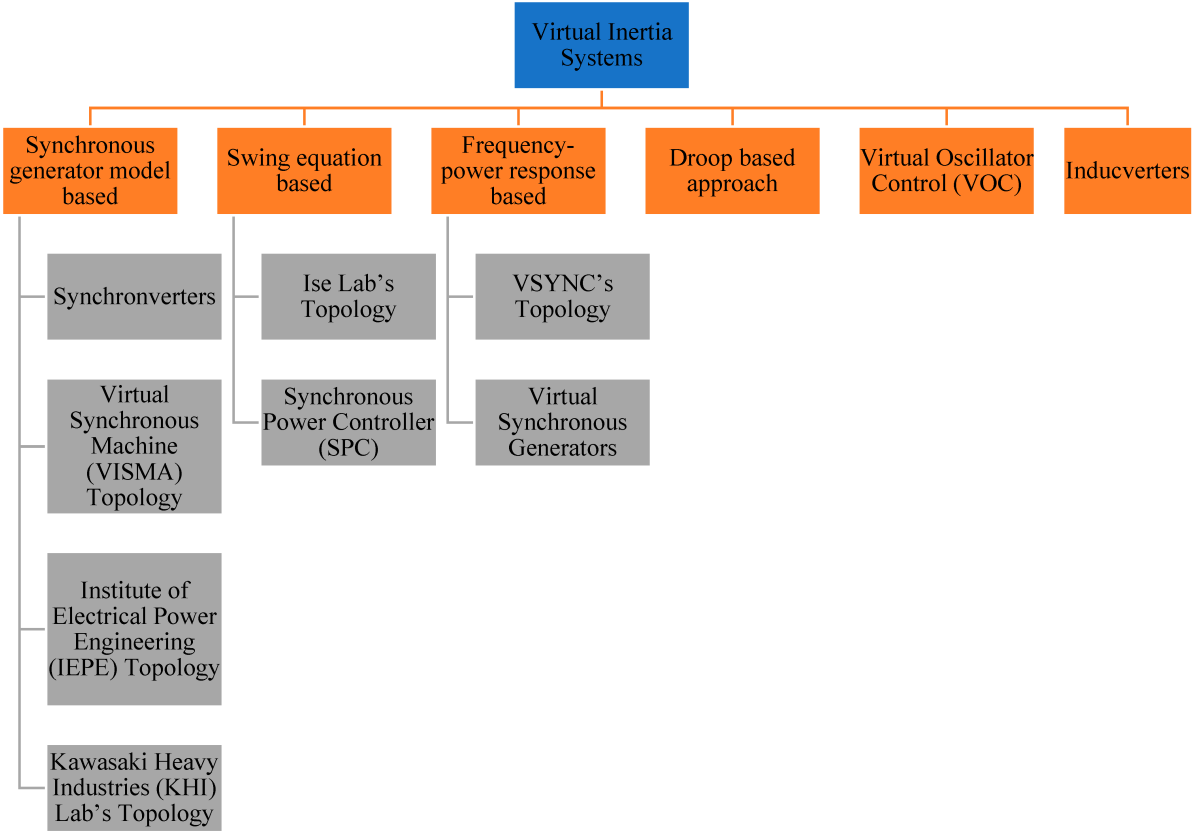 Virtual Inertia
Systems
Synchronous
generator model
based
Swing equation
based
Frequency-
power response
based
Droop based
approach
Virtual Oscillator
Control (VOC)
Inducverters
Synchronverters
Virtual
Synchronous
Machine
(VISMA)
Topology
Institute of
Electrical Power
Engineering
(IEPE) Topology
Kawasaki Heavy
Industries (KHI)
Lab’s Topology
Ise Lab’s
Topology
Synchronous
Power Controller
(SPC)
VSYNC’s
Topology
Virtual
Synchronous
Generators